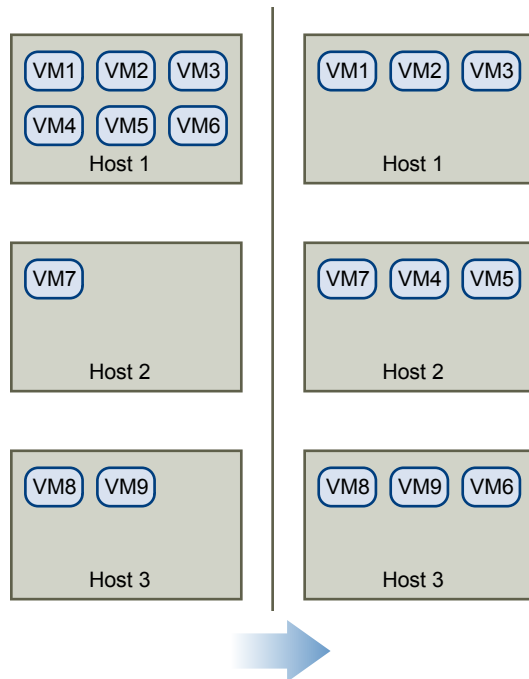 VM1 VM2 VM3
VM4 VM5 VM6
Host 1
VM7
Host 2
VM8 VM9
Host 3
VM1 VM2 VM3
Host 1
VM7 VM4 VM5
Host 2
VM8 VM9 VM6
Host 3